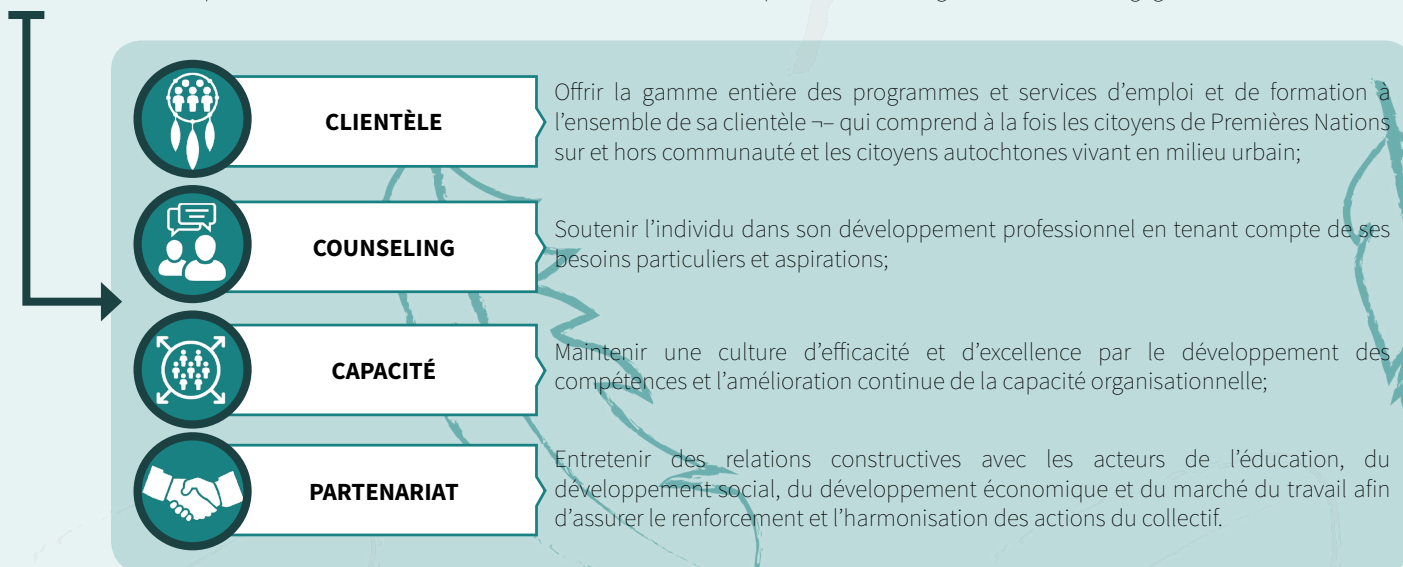 CLIENTÈLE
Offrir la gamme entière des programmes et services d'emploi et de formation à
l'ensemble de sa clientèle ¬– qui comprend à la fois les citoyens de Premières Nations
sur et hors communauté et les citoyens autochtones vivant en milieu urbain;
COUNSELING
Soutenir l'individu dans son développement professionnel en tenant compte de ses
besoins particuliers et aspirations;
CAPACITÉ
Maintenir une culture d'efficacité et d'excellence par le développement des
compétences et l'amélioration continue de la capacité organisationnelle;
PARTENARIAT
Entretenir des relations constructives avec les acteurs de l'éducation, du
développement social, du développement économique et du marché du travail afin
d'assurer le renforcement et l'harmonisation des actions du collectif.